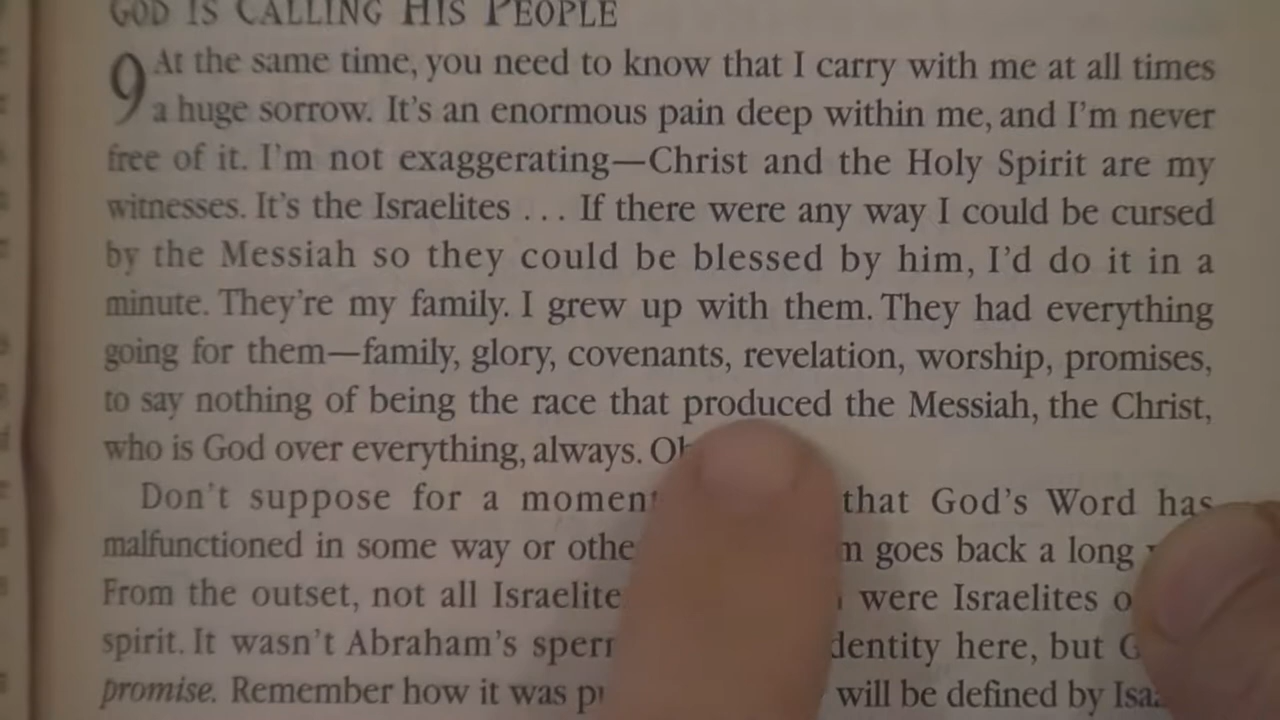 GOD IS CALLING HIS PEOPLE
9 At the same time, you need to know that I carry with me at all times
a huge sorrow. It's an enormous pain deep within me, and I'm never
free of it. I'm not exaggerating—Christ and the Holy Spirit are my
witnesses. It's the Israelites . . . If there were any way I could be cursed
by the Messiah so they could be blessed by him, I'd do it in a
minute. They're my family. I grew up with them. They had everything
going for them—family, glory, covenants, revelation, worship, promises,
to say nothing of being the race that produced the Messiah, the Christ,
who is God over everything, always.
Don't suppose for a moment that God's Word has
malfunctioned in some way or goes back a long
From the outset, not all were Israelites
spirit. It wasn't Abraham's here, but
promise. Remember how it was will be defined by